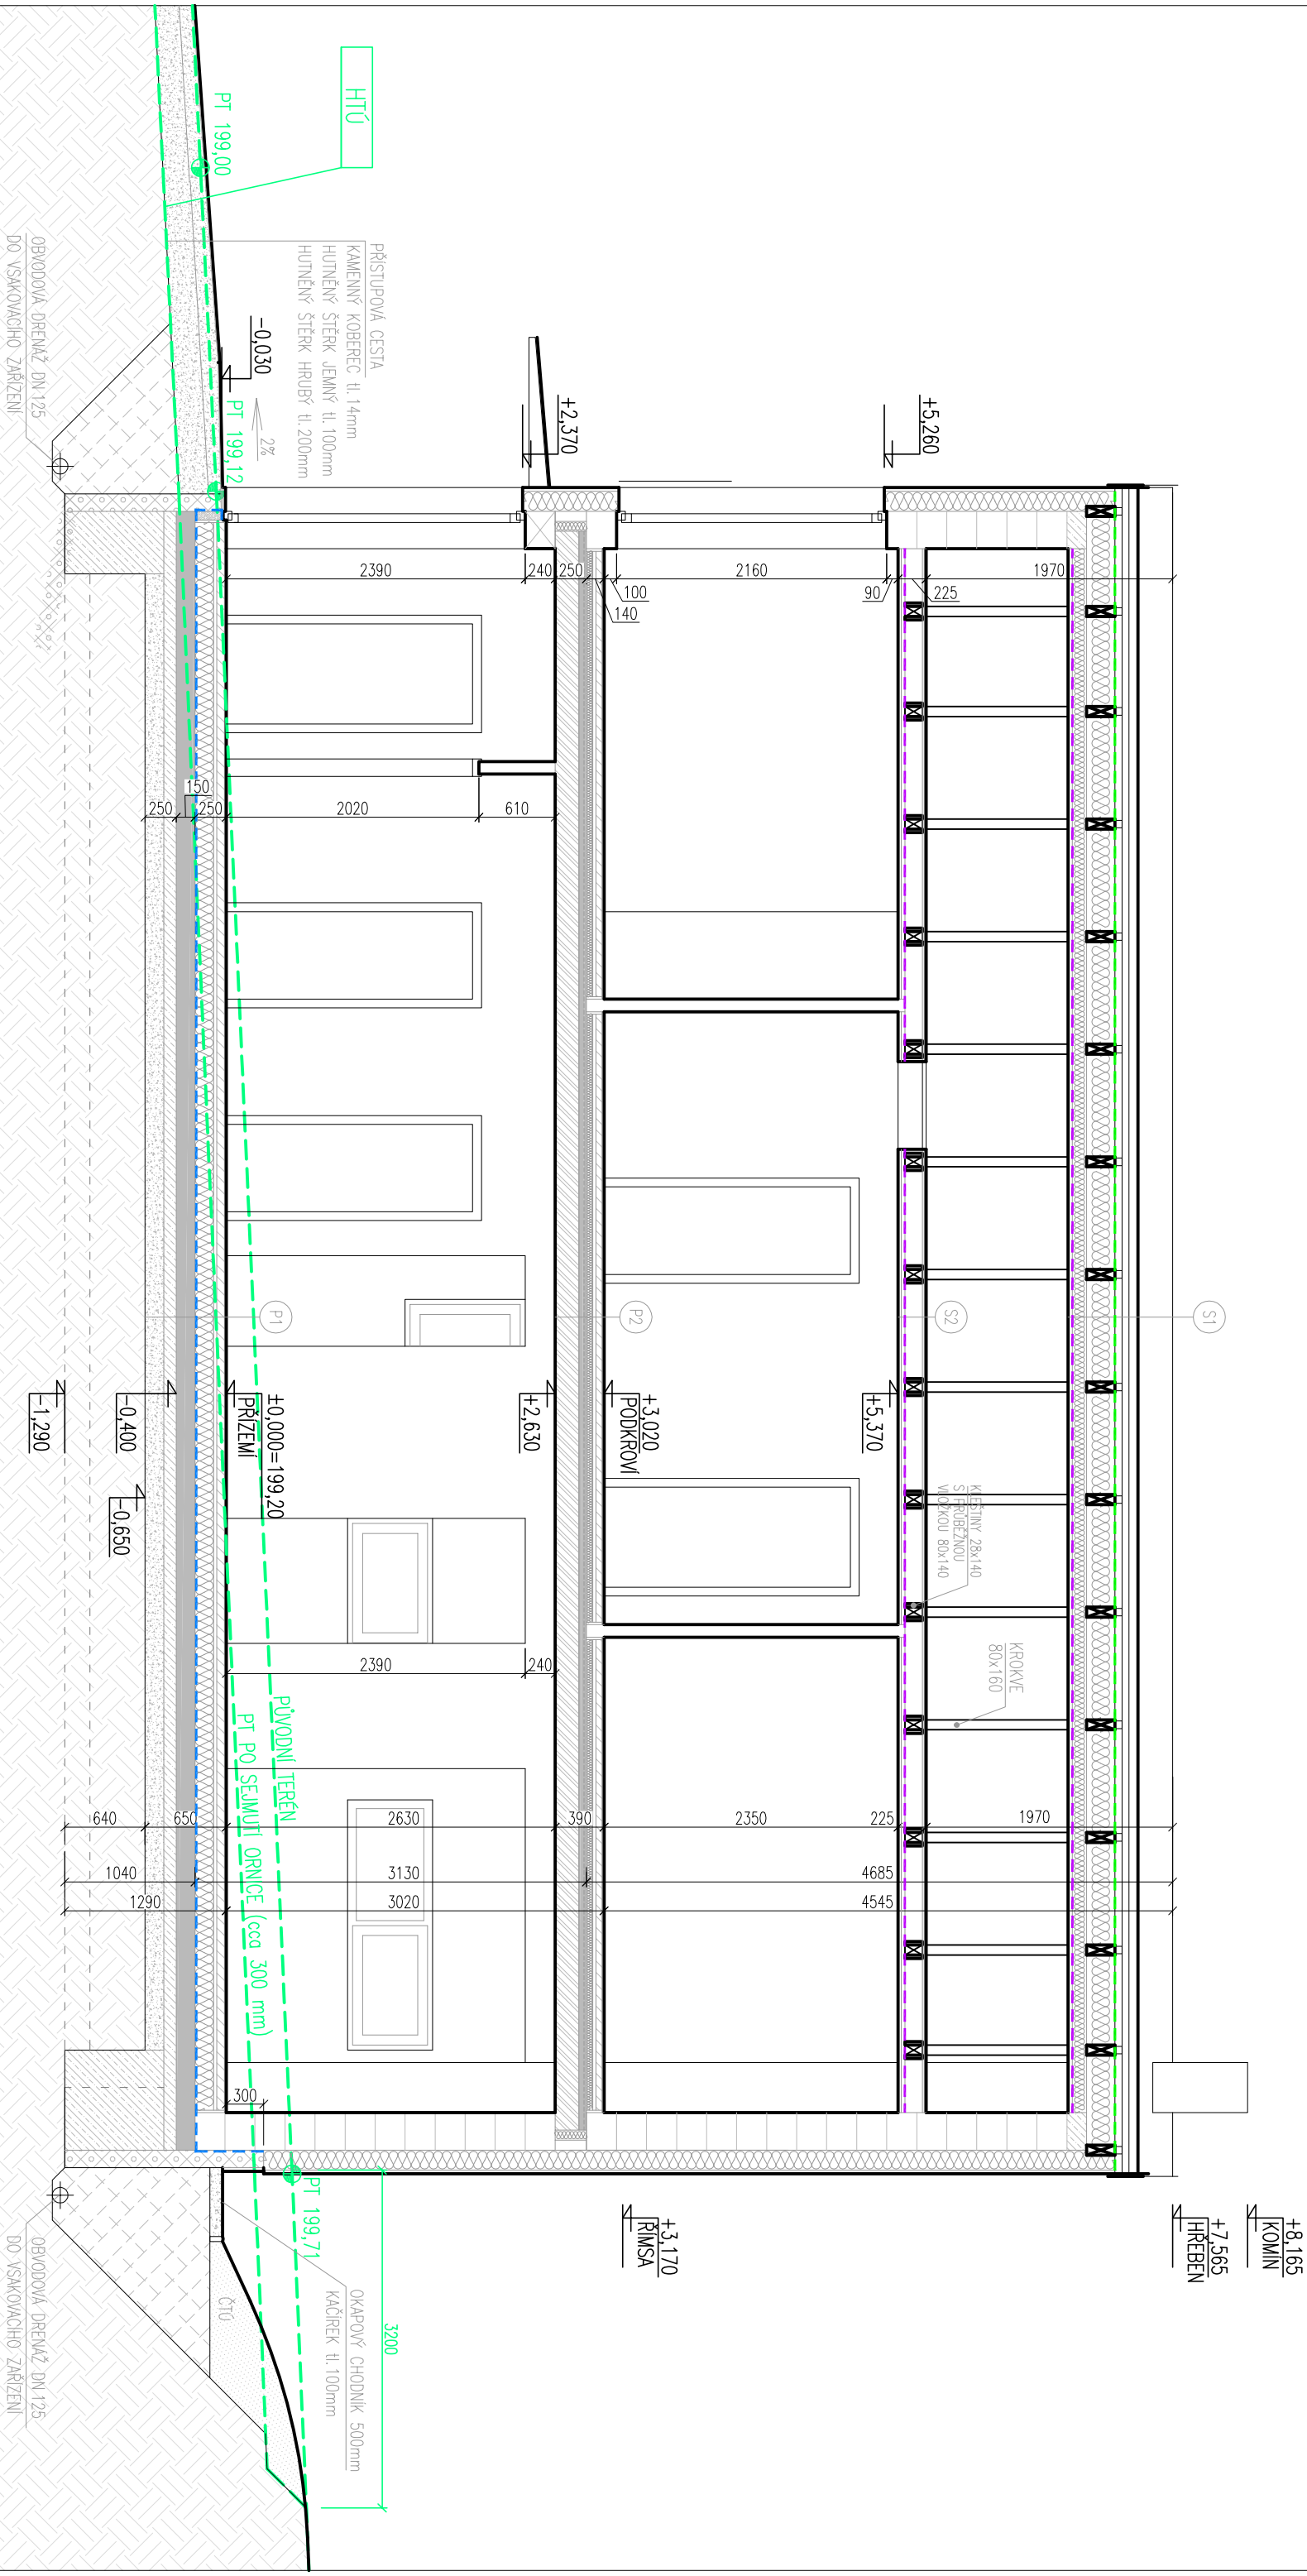 +8,165
KOMÍN
+7,565
HŘEBEN
+3,170
ŘÍMSA
S1
S2
P2
P1
+5,260
+2,370
-0,030
2%
HTÚ
PT 199,00
PT 199,12
PT 199,71
PŘÍSTUPOVÁ CESTA
KAMENNÝ KOBEREC tl. 14mm
HUTNĚNÝ ŠTĚRK JEMNÝ tl. 100mm
HUTNĚNÝ ŠTĚRK HRUBÝ tl. 200mm
OBVODOVÁ DRENÁŽ DN 125
DO VSAKOVACÍHO ZAŘÍZENÍ
1970
225
90
2160
100
140
250
240
2390
610
2020
250
150
250
+5,370
+3,020
PODKROVÍ
+2,630
±0,000=199,20
PŘÍZEMÍ
-0,400
-0,650
-1,290
KLEŠTINY 28x140
S PRŮBĚŽNOU
VLOŽKOU 80x140
KROKVE
80x160
240
2390
PŮVODNÍ TERÉN
PT PO SEJMUTÍ ORNICE (cca 300 mm)
1970
225
2350
390
2630
650
640
4685
3130
1040
4545
3020
1290
300
3200
OKAPOVÝ CHODNÍK 500mm
KAČÍREK tl. 100mm
ČTÚ
OBVODOVÁ DRENÁŽ DN 125
DO VSAKOVACÍHO ZAŘÍZENÍ